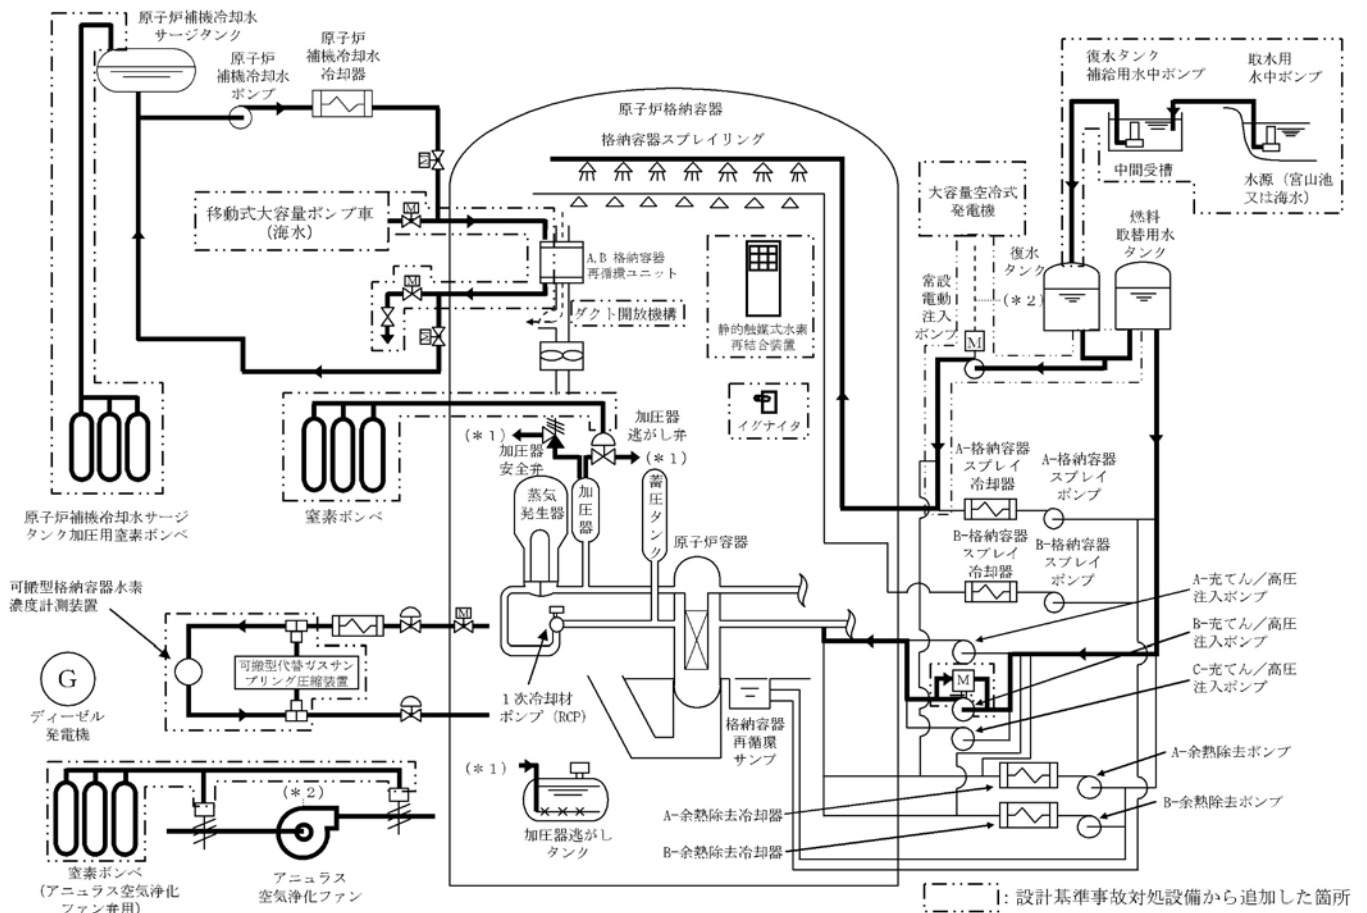 原子炉補機冷却水
サージタンク
原子炉
補機冷却水
ポンプ
原子炉
補機冷却水
冷却器
原子炉格納容器
格納容器スプレイリング
復水タンク
補給用水中ポンプ
取水用
水中ポンプ
中間受槽
水源（宮山池
又は海水）
大容量空冷式
発電機
燃料
取替用水
タンク
復水
タンク
常設
電動
注入
ポンプ
(＊2)
M
移動式大容量ポンプ車
（海水）
M
A,B 格納容器
再循環ユニット
M
ダクト開放機構
静的触媒式水素
再結合装置
イグナイタ
原子炉補機冷却水サージ
タンク加圧用窒素ボンベ
窒素ボンベ
(＊1)
加圧器
安全弁
加圧器
逃がし弁
(＊1)
蒸気
発生器
加圧器
蓄圧タンク
原子炉容器
A-格納容器
スプレイ
冷却器
A-格納容器
スプレイ
ポンプ
B-格納容器
スプレイ
冷却器
B-格納容器
スプレイ
ポンプ
A-充てん／高圧
注入ポンプ
B-充てん／高圧
注入ポンプ
C-充てん／高圧
注入ポンプ
M
可搬型格納容器水素
濃度計測装置
M
可搬型代替ガスサン
プリング圧縮装置
G
ディーゼル
発電機
1次冷却材
ポンプ (RCP)
格納容器
再循環
サンプ
(＊1)
加圧器逃がし
タンク
A-余熱除去ポンプ
B-余熱除去ポンプ
A-余熱除去冷却器
B-余熱除去冷却器
(＊2)
窒素ボンベ
(アニュラス空気浄化
ファン弁用)
アニュラス
空気浄化ファン
：設計基準事故対処設備から追加した箇所